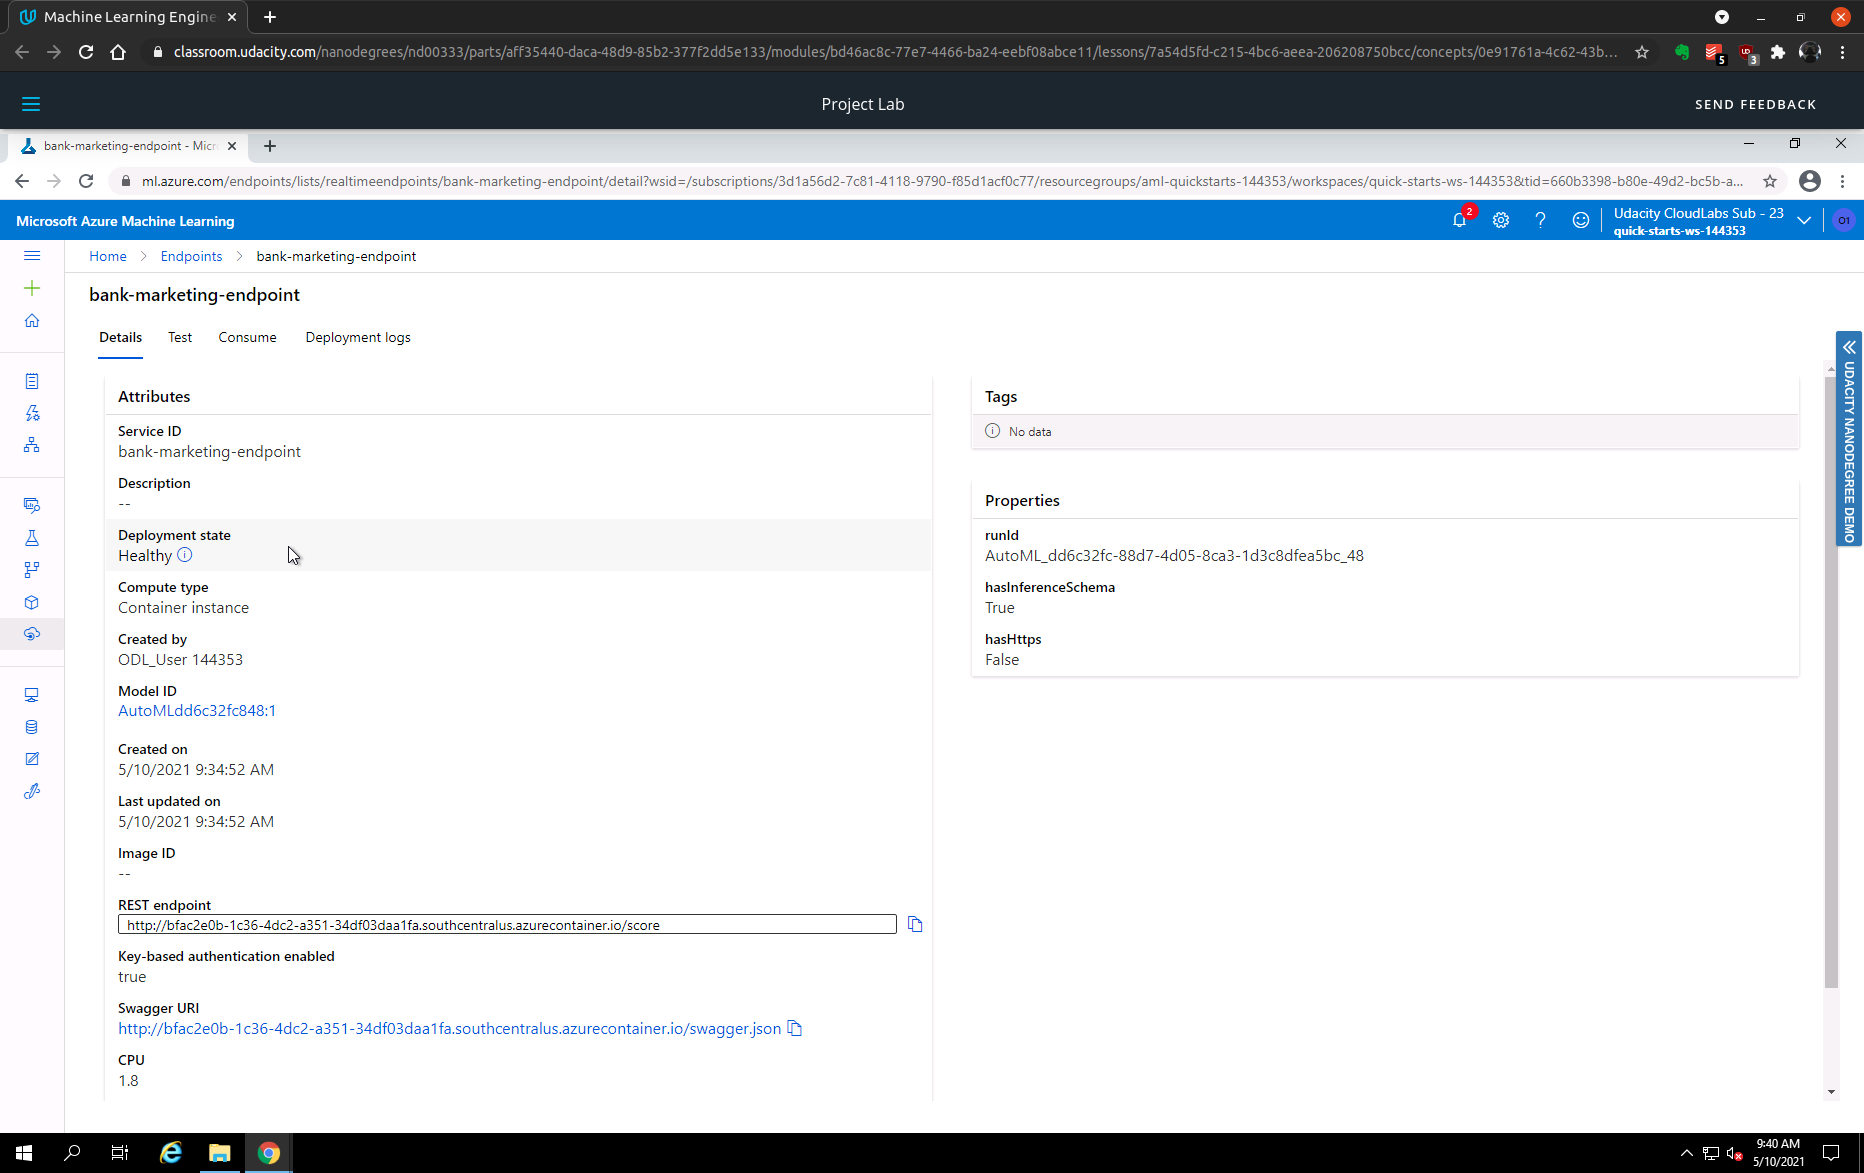 Machine Learning Engine
classroom.udacity.com/nanodegrees/nd00333/parts/aff35440-daca-48d9-85b2-377f2dd5e133/modules/bd46ac8c-77e7-4466-ba24-eebf08abce11/lessons/7a54d5fd-c215-4bc6-aeea-206208750bcc/concepts/0e91761a-4c62-43b...
5
3
Project Lab
SEND FEEDBACK
bank-marketing-endpoint - Micr
ml.azure.com/endpoints/lists/realtimeendpoints/bank-marketing-endpoint/detail?wsid=/subscriptions/3d1a56d2-7c81-4118-9790-f85d1acf0c77/resourcegroups/aml-quickstarts-144353/workspaces/quick-starts-ws-144353&tid=660b3398-b80e-49d2-bc5b-a...
Microsoft Azure Machine Learning
2
Udacity CloudLabs Sub - 23
quick-starts-ws-144353
O1
Home
Endpoints
bank-marketing-endpoint
bank-marketing-endpoint
Details
Test
Consume
Deployment logs
UDACITY NANODEGREE DEMO
Attributes
Service ID
bank-marketing-endpoint
Description
--
Deployment state
Healthy
Compute type
Container instance
Created by
ODL_User 144353
Model ID
AutoMLdd6c32fc848:1
Created on
5/10/2021 9:34:52 AM
Last updated on
5/10/2021 9:34:52 AM
Image ID
--
REST endpoint
http://bfac2e0b-1c36-4dc2-a351-34df03daa1fa.southcentralus.azurecontainer.io/score
Key-based authentication enabled
true
Swagger URI
http://bfac2e0b-1c36-4dc2-a351-34df03daa1fa.southcentralus.azurecontainer.io/swagger.json
CPU
1.8
Tags
No data
Properties
runId
AutoML_dd6c32fc-88d7-4d05-8ca3-1d3c8dfea5bc_48
hasInferenceSchema
True
hasHttps
False
9:40 AM
5/10/2021